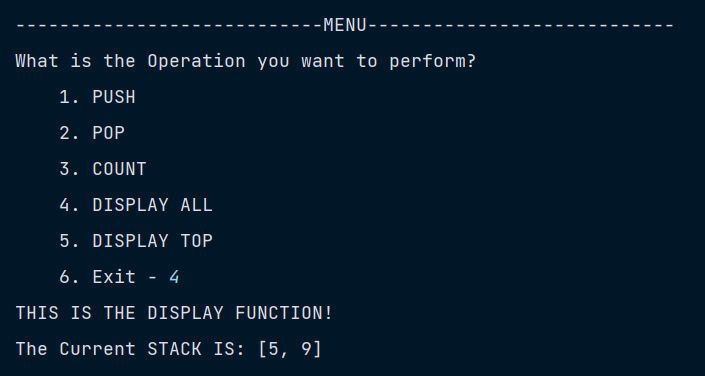 ----------------------------MENU----------------------------
What is the Operation you want to perform?
1. PUSH
2. POP
3. COUNT
4. DISPLAY ALL
5. DISPLAY TOP
6. Exit - 4
THIS IS THE DISPLAY FUNCTION!
The Current STACK IS: [5, 9]